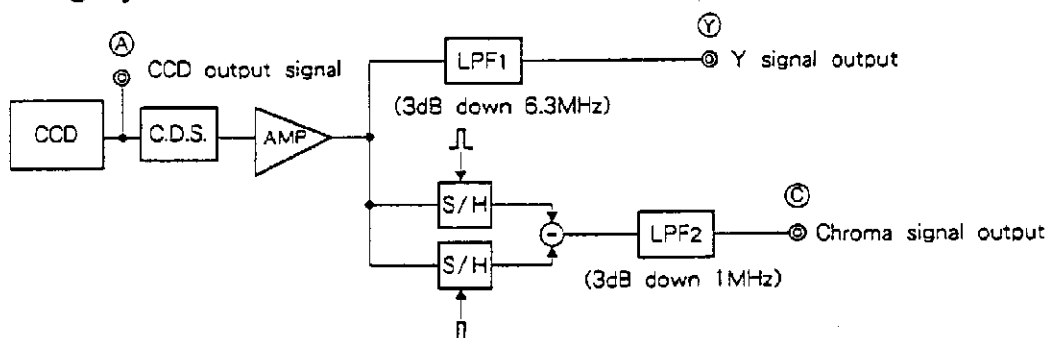 Ⓐ
CCD output signal
CCD
C.D.S.
AMP
LPF1
(3dB down 6.3MHz)
Ⓨ
Y signal output
S/H
S/H
−
LPF2
(3dB down 1MHz)
Ⓒ
Chroma signal output